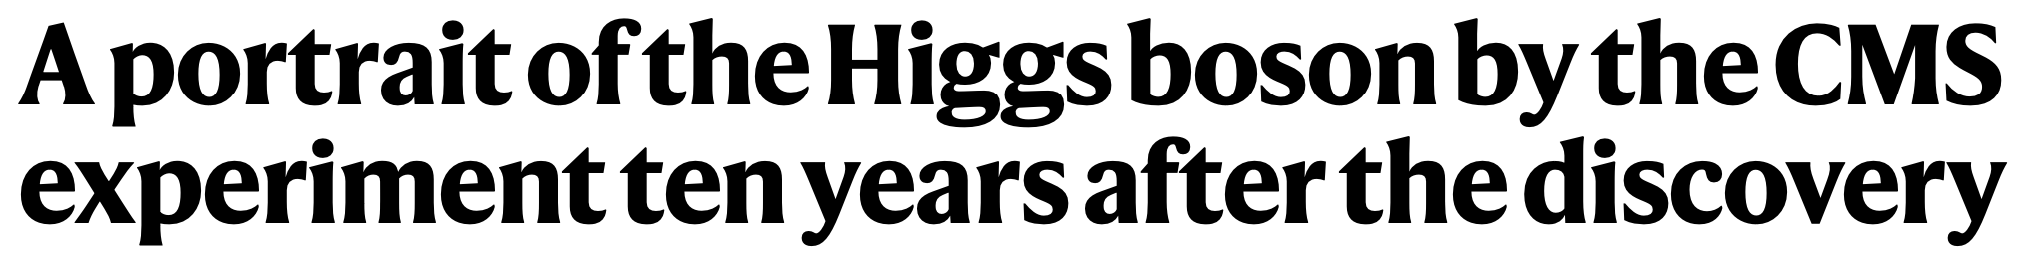 A portrait of the Higgs boson by the CMS
experiment ten years after the discovery